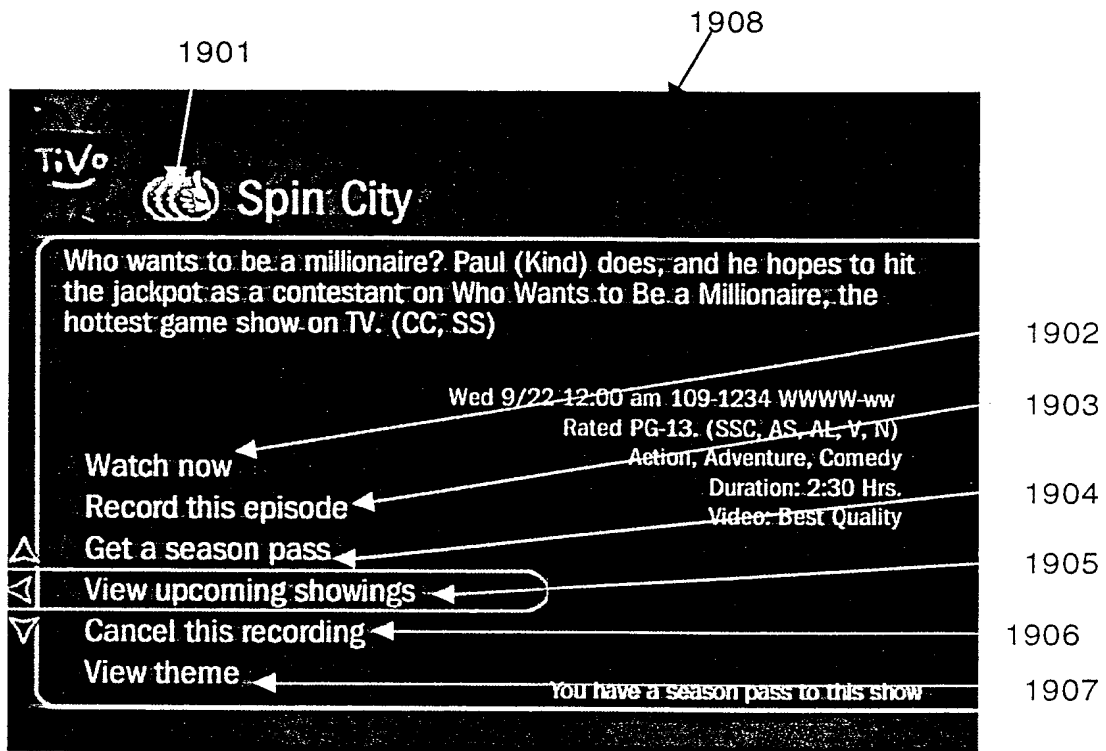 1908
1901
TiVo
Spin City
Who wants to be a millionaire? Paul (Kind) does, and he hopes to hit
the jackpot as a contestant on Who Wants to Be a Millionaire, the
hottest game show on TV. (CC, SS)
1902
Wed 9/22 12:00 am 109-1234 WWWW-ww
1903
Rated PG-13. (SSC, AS, AL, V, N)
Watch now
Action, Adventure, Comedy
Record this episode
Duration: 2:30 Hrs.
1904
Video: Best Quality
Get a season pass
1905
View upcoming showings
Cancel this recording
1906
View theme
You have a season pass to this show
1907